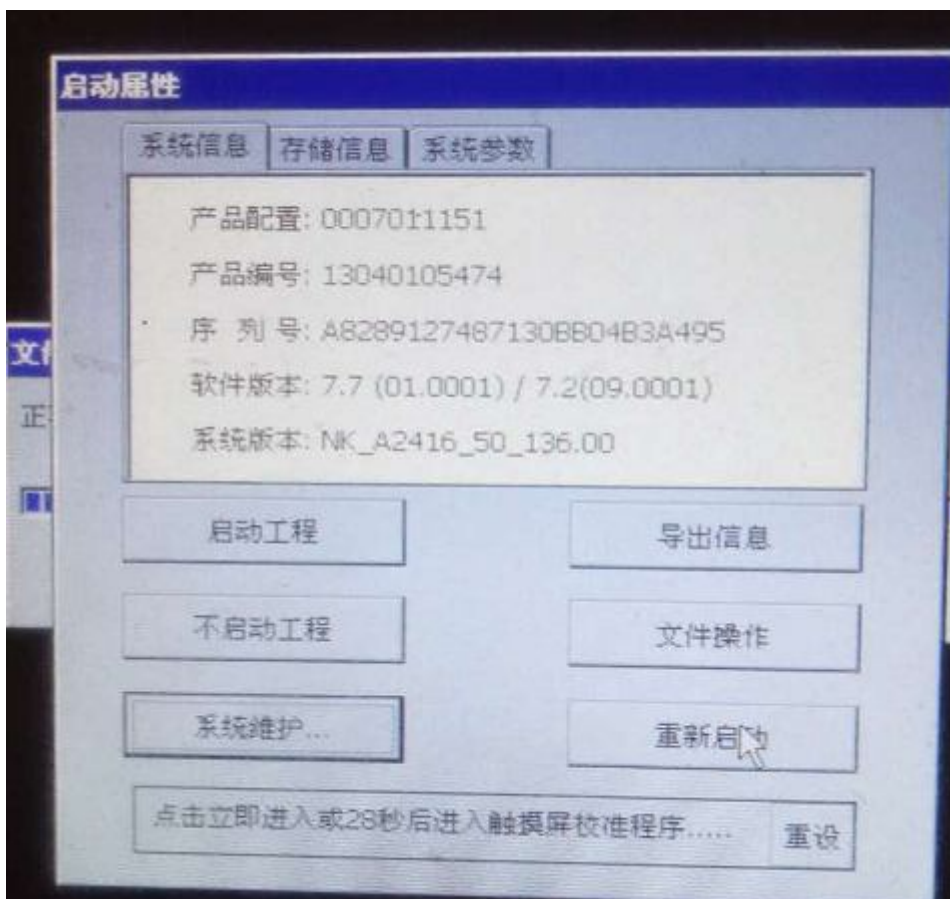 启动属性
系统信息 存储信息 系统参数
产品配置: 0007011151
产品编号: 13040105474
序 列 号: A8289127487130BB04B3A495
软件版本: 7.7 (01.0001) / 7.2(09.0001)
系统版本: NK_A2416_50_136.00
启动工程 导出信息
不启动工程 文件操作
系统维护... 重新启动
点击立即进入或28秒后进入触摸屏校准程序..... 重设
文
正